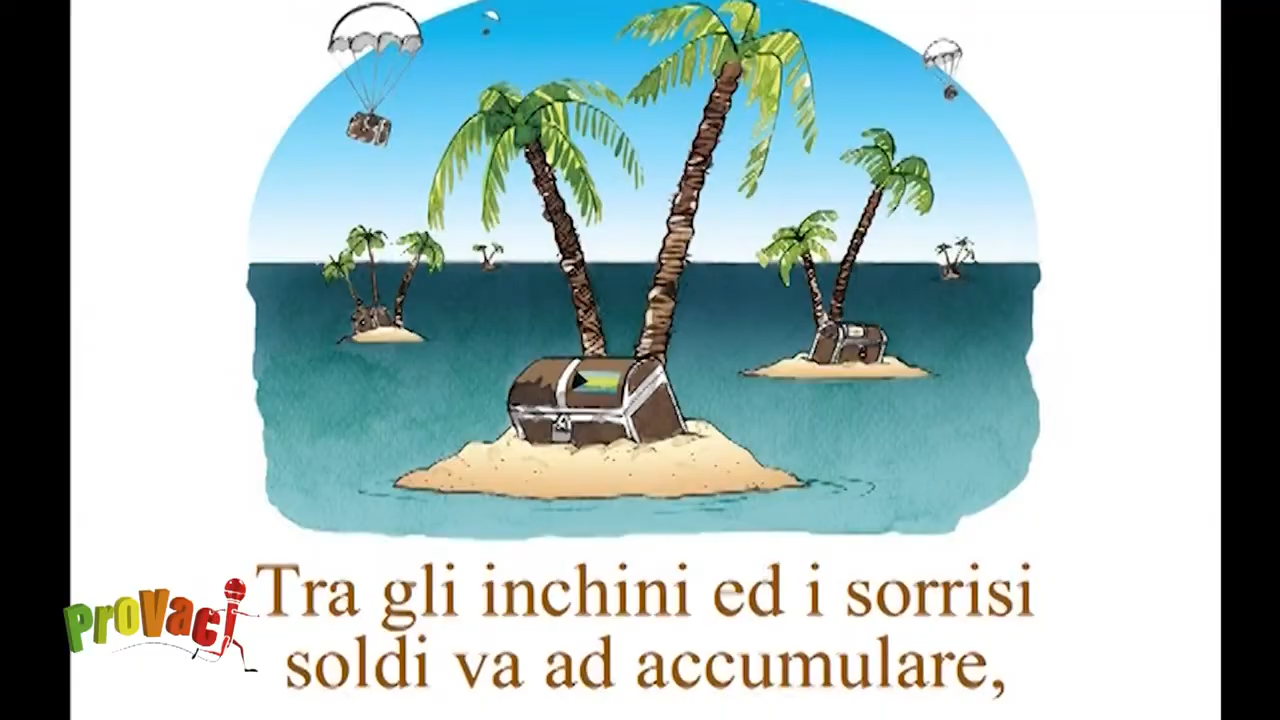 Tra gli inchini ed i sorrisi
soldi va ad accumulare,
proVaci